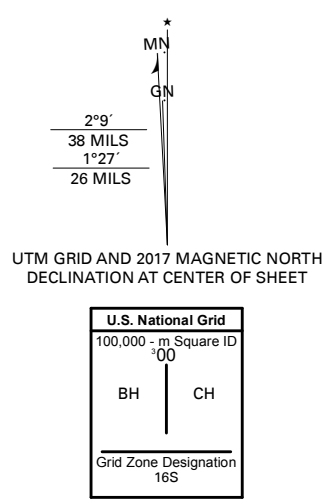 MN
GN
2°9´
38 MILS
1°27´
26 MILS
UTM GRID AND 2017 MAGNETIC NORTH
DECLINATION AT CENTER OF SHEET
U.S. National Grid
100,000 - m Square ID
³00
BH CH
Grid Zone Designation
16S